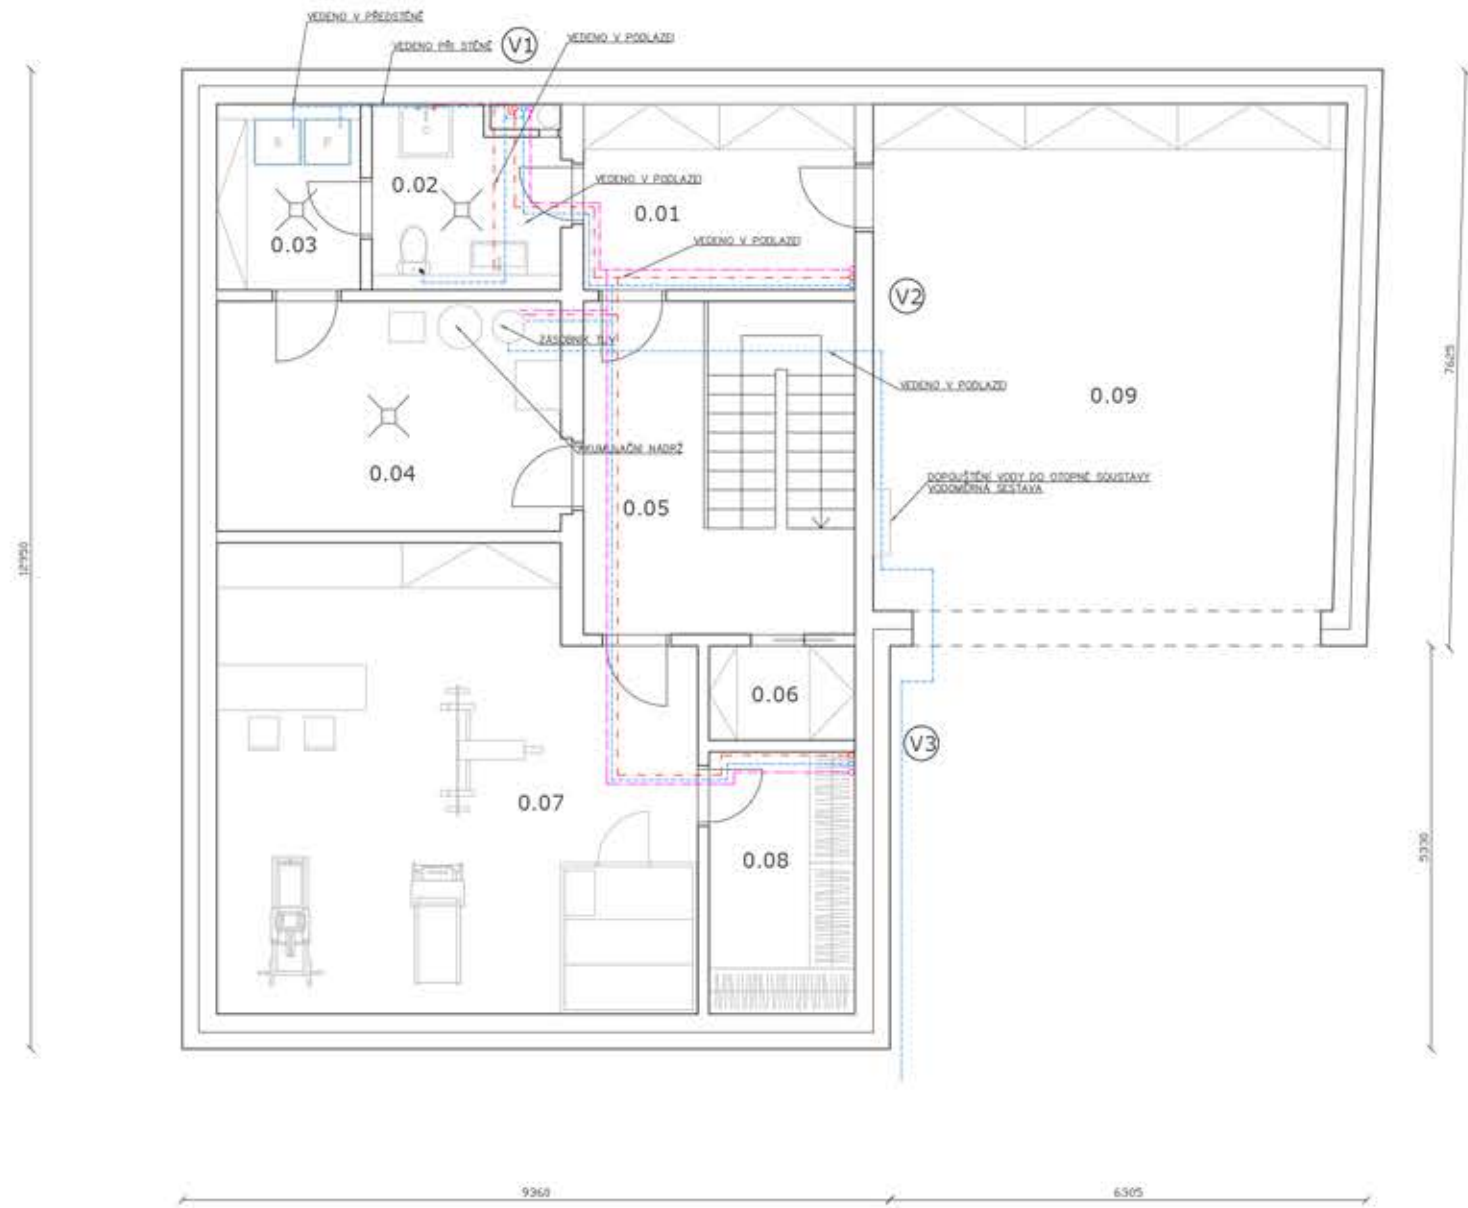 VEDENO V PŘEDSTĚNĚ
VEDENO PŘI STĚNĚ
V1
VEDENO V PODLAZE
0.02
VEDENO V PODLAZE
0.01
0.03
VEDENO V PODLAZE
V2
ZÁSOBNÍK TUV
VEDENO V PODLAZE
0.09
7625
AKUMULAČNÍ NÁDRŽ
0.04
DOPOUŠTĚNÍ VODY DO OTOPNÉ SOUSTAVY
VODOMĚRNÁ SESTAVA
0.05
12950
0.06
V3
0.07
0.08
5330
9360
6305